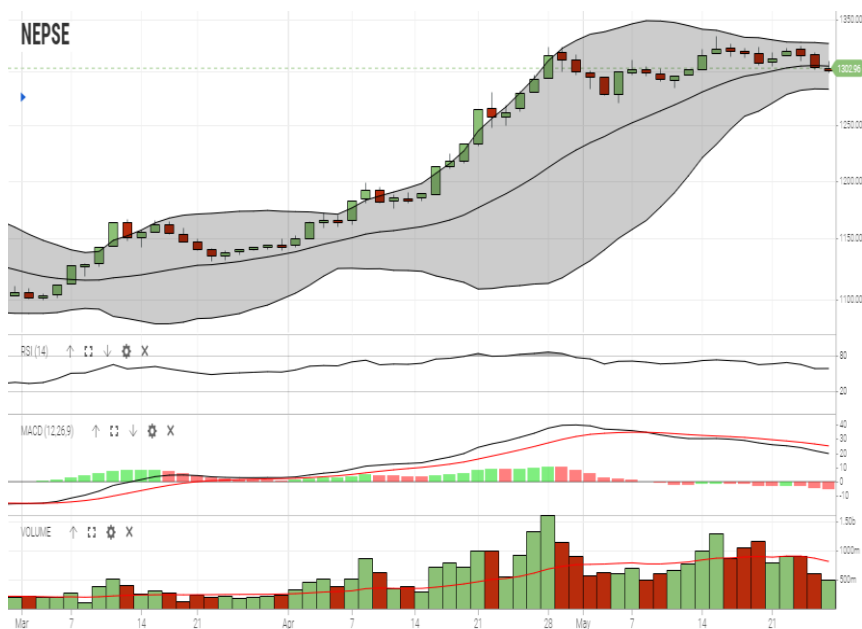 NEPSE
1350.00
1302.96
1250.00
1200.00
1150.00
1100.00
RSI (14)
80
20
MACD (12,26,9)
40
30
20
10
0
-10
VOLUME
1.50b
1000m
500m
Mar 7 14 21 Apr 7 14 21 28 May 7 14 21